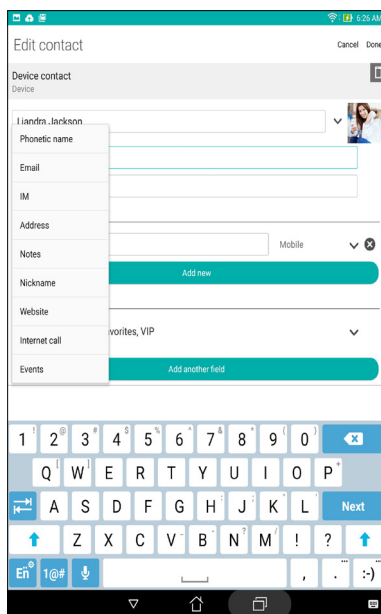 6:26 AM
Edit contact
Cancel Done
Device contact
Device
Liandra Jackson
Phonetic name
Email
IM
Address
Notes
Mobile
Nickname
Add new
Website
vorites, VIP
Internet call
Events
Add another field
1 ! 2 @ 3 # 4 $ 5 % 6 ^ 7 & 8 * 9 ( 0 )
Q [ W ] E R T Y U I O P +
A S D F G H : J ; K ' L " Next
Z X C V - B _ N ? M / ! ?
En 1@# , . ... :-) ...